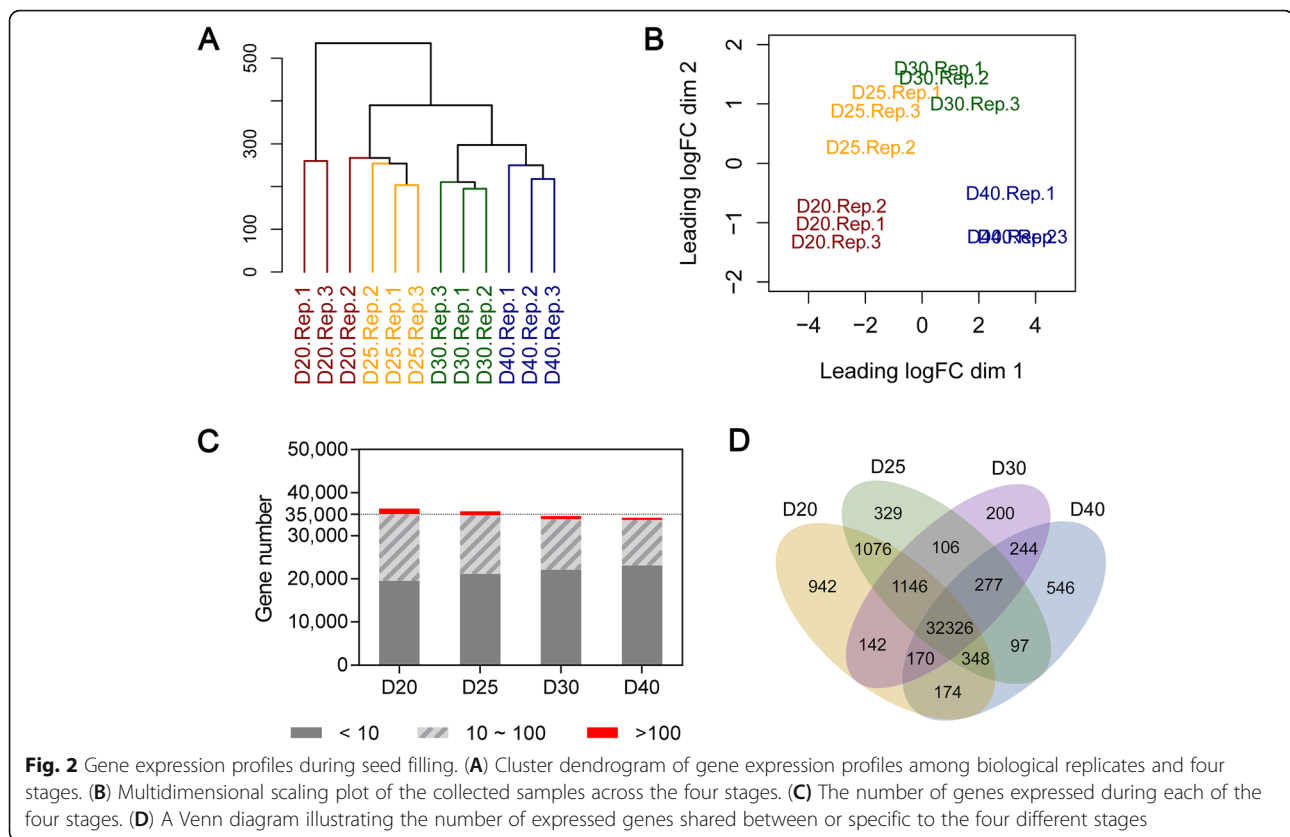 A
500
300
100
0
D20.Rep.1
D20.Rep.3
D20.Rep.2
D25.Rep.2
D25.Rep.1
D25.Rep.3
D30.Rep.3
D30.Rep.1
D30.Rep.2
D40.Rep.1
D40.Rep.2
D40.Rep.3
B
Leading logFC dim 2
2
1
0
−1
−2
D30.Rep.1
D30.Rep.2
D25.Rep.1
D30.Rep.3
D25.Rep.3
D25.Rep.2
D20.Rep.2
D40.Rep.1
D20.Rep.1
D20.Rep.3
−4 −2 0 2 4
Leading logFC dim 1
C
Gene number
50,000
40,000
35,000
30,000
20,000
10,000
0
D20 D25 D30 D40
< 10 10 ~ 100 >100
D
D25 D30
D20 D40
329 200
1076 106 244
942 1146 277 546
32326
142 170 348 97
174
Fig. 2 Gene expression profiles during seed filling. (A) Cluster dendrogram of gene expression profiles among biological replicates and four
stages. (B) Multidimensional scaling plot of the collected samples across the four stages. (C) The number of genes expressed during each of the
four stages. (D) A Venn diagram illustrating the number of expressed genes shared between or specific to the four different stages